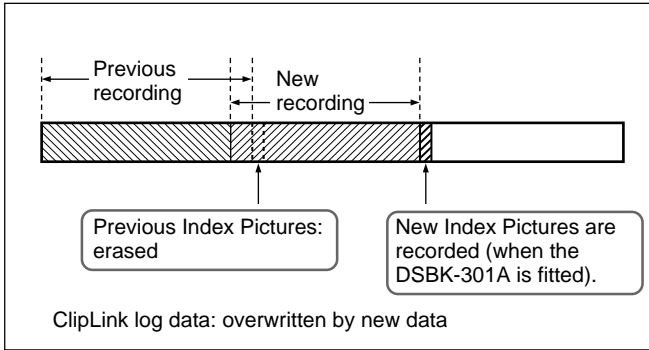 Previous
recording
New
recording
Previous Index Pictures:
erased
New Index Pictures are
recorded (when the
DSBK-301A is fitted).
ClipLink log data: overwritten by new data